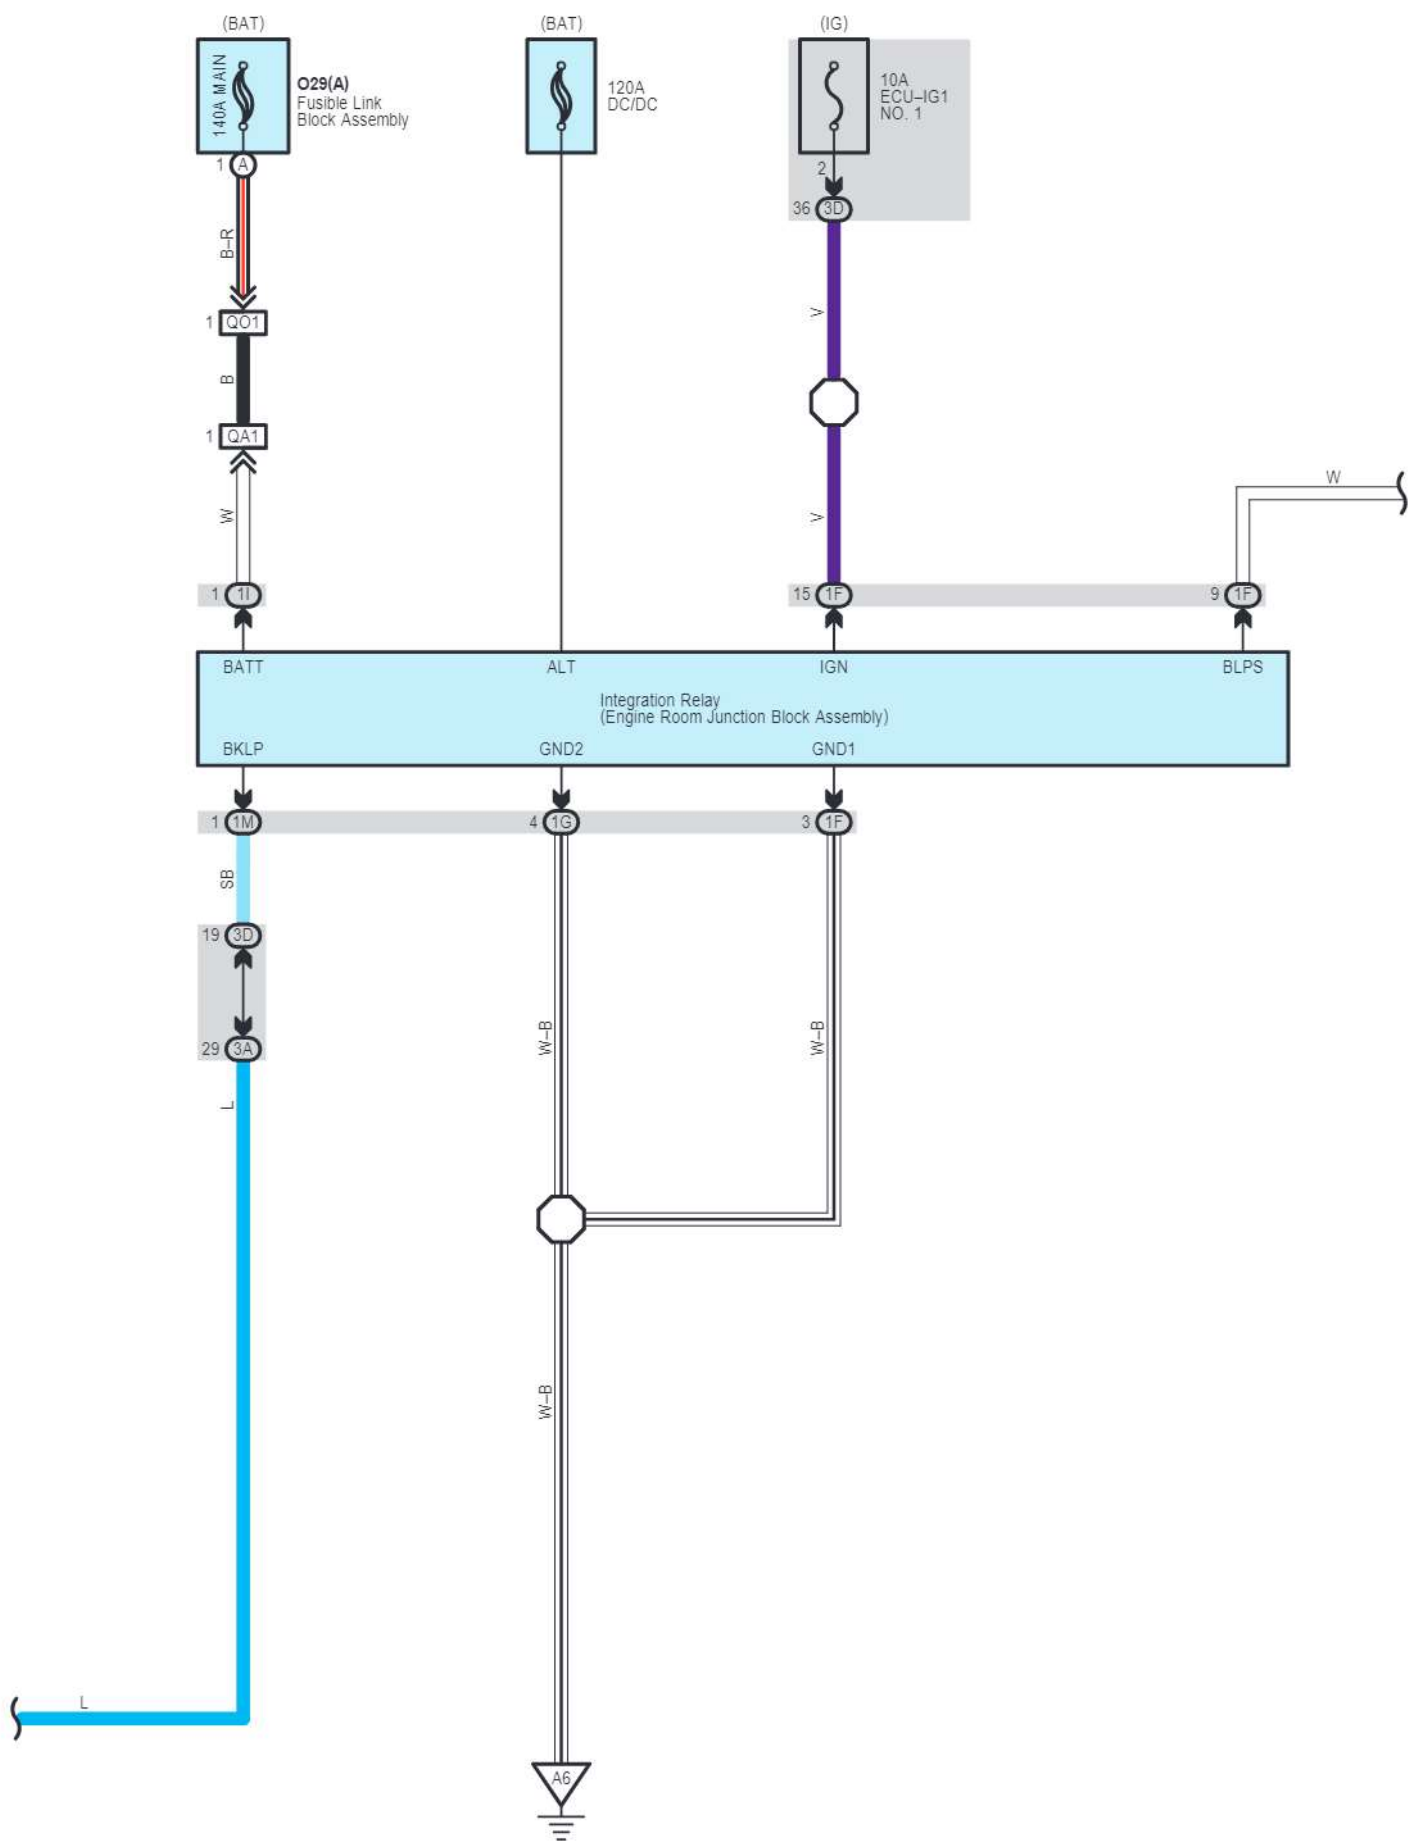 (BAT)
(BAT)
(IG)
140A MAIN
O29(A)
Fusible Link
Block Assembly
120A
DC/DC
10A
ECU–IG1
NO. 1
1 A
2
36 3D
B–R
V
1 QO1
B
1 QA1
W
W
V
1 1I
15 1F
9 1F
BATT
ALT
IGN
BLPS
Integration Relay
(Engine Room Junction Block Assembly)
BKLP
GND2
GND1
1 1M
4 1G
3 1F
SB
19 3D
29 3A
W–B
W–B
L
W–B
L
A6